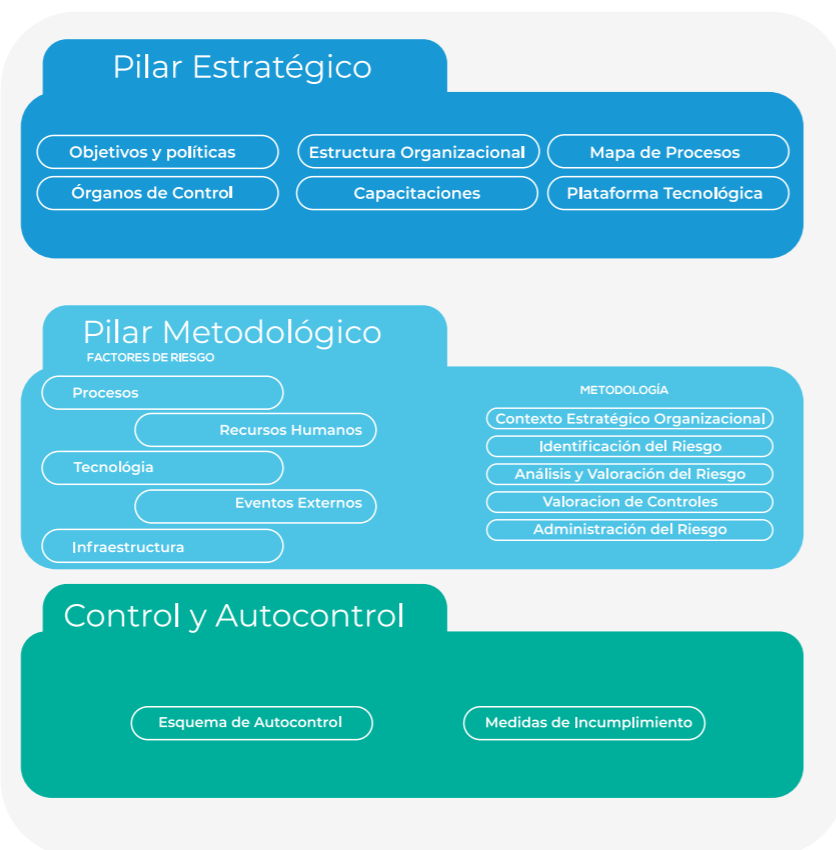 Pilar Estratégico
Objetivos y políticas
Estructura Organizacional
Mapa de Procesos
Órganos de Control
Capacitaciones
Plataforma Tecnológica
Pilar Metodológico
FACTORES DE RIESGO
Procesos
Recursos Humanos
Tecnológia
Eventos Externos
Infraestructura
METODOLOGÍA
Contexto Estratégico Organizacional
Identificación del Riesgo
Análisis y Valoración del Riesgo
Valoracion de Controles
Administración del Riesgo
Control y Autocontrol
Esquema de Autocontrol
Medidas de Incumplimiento